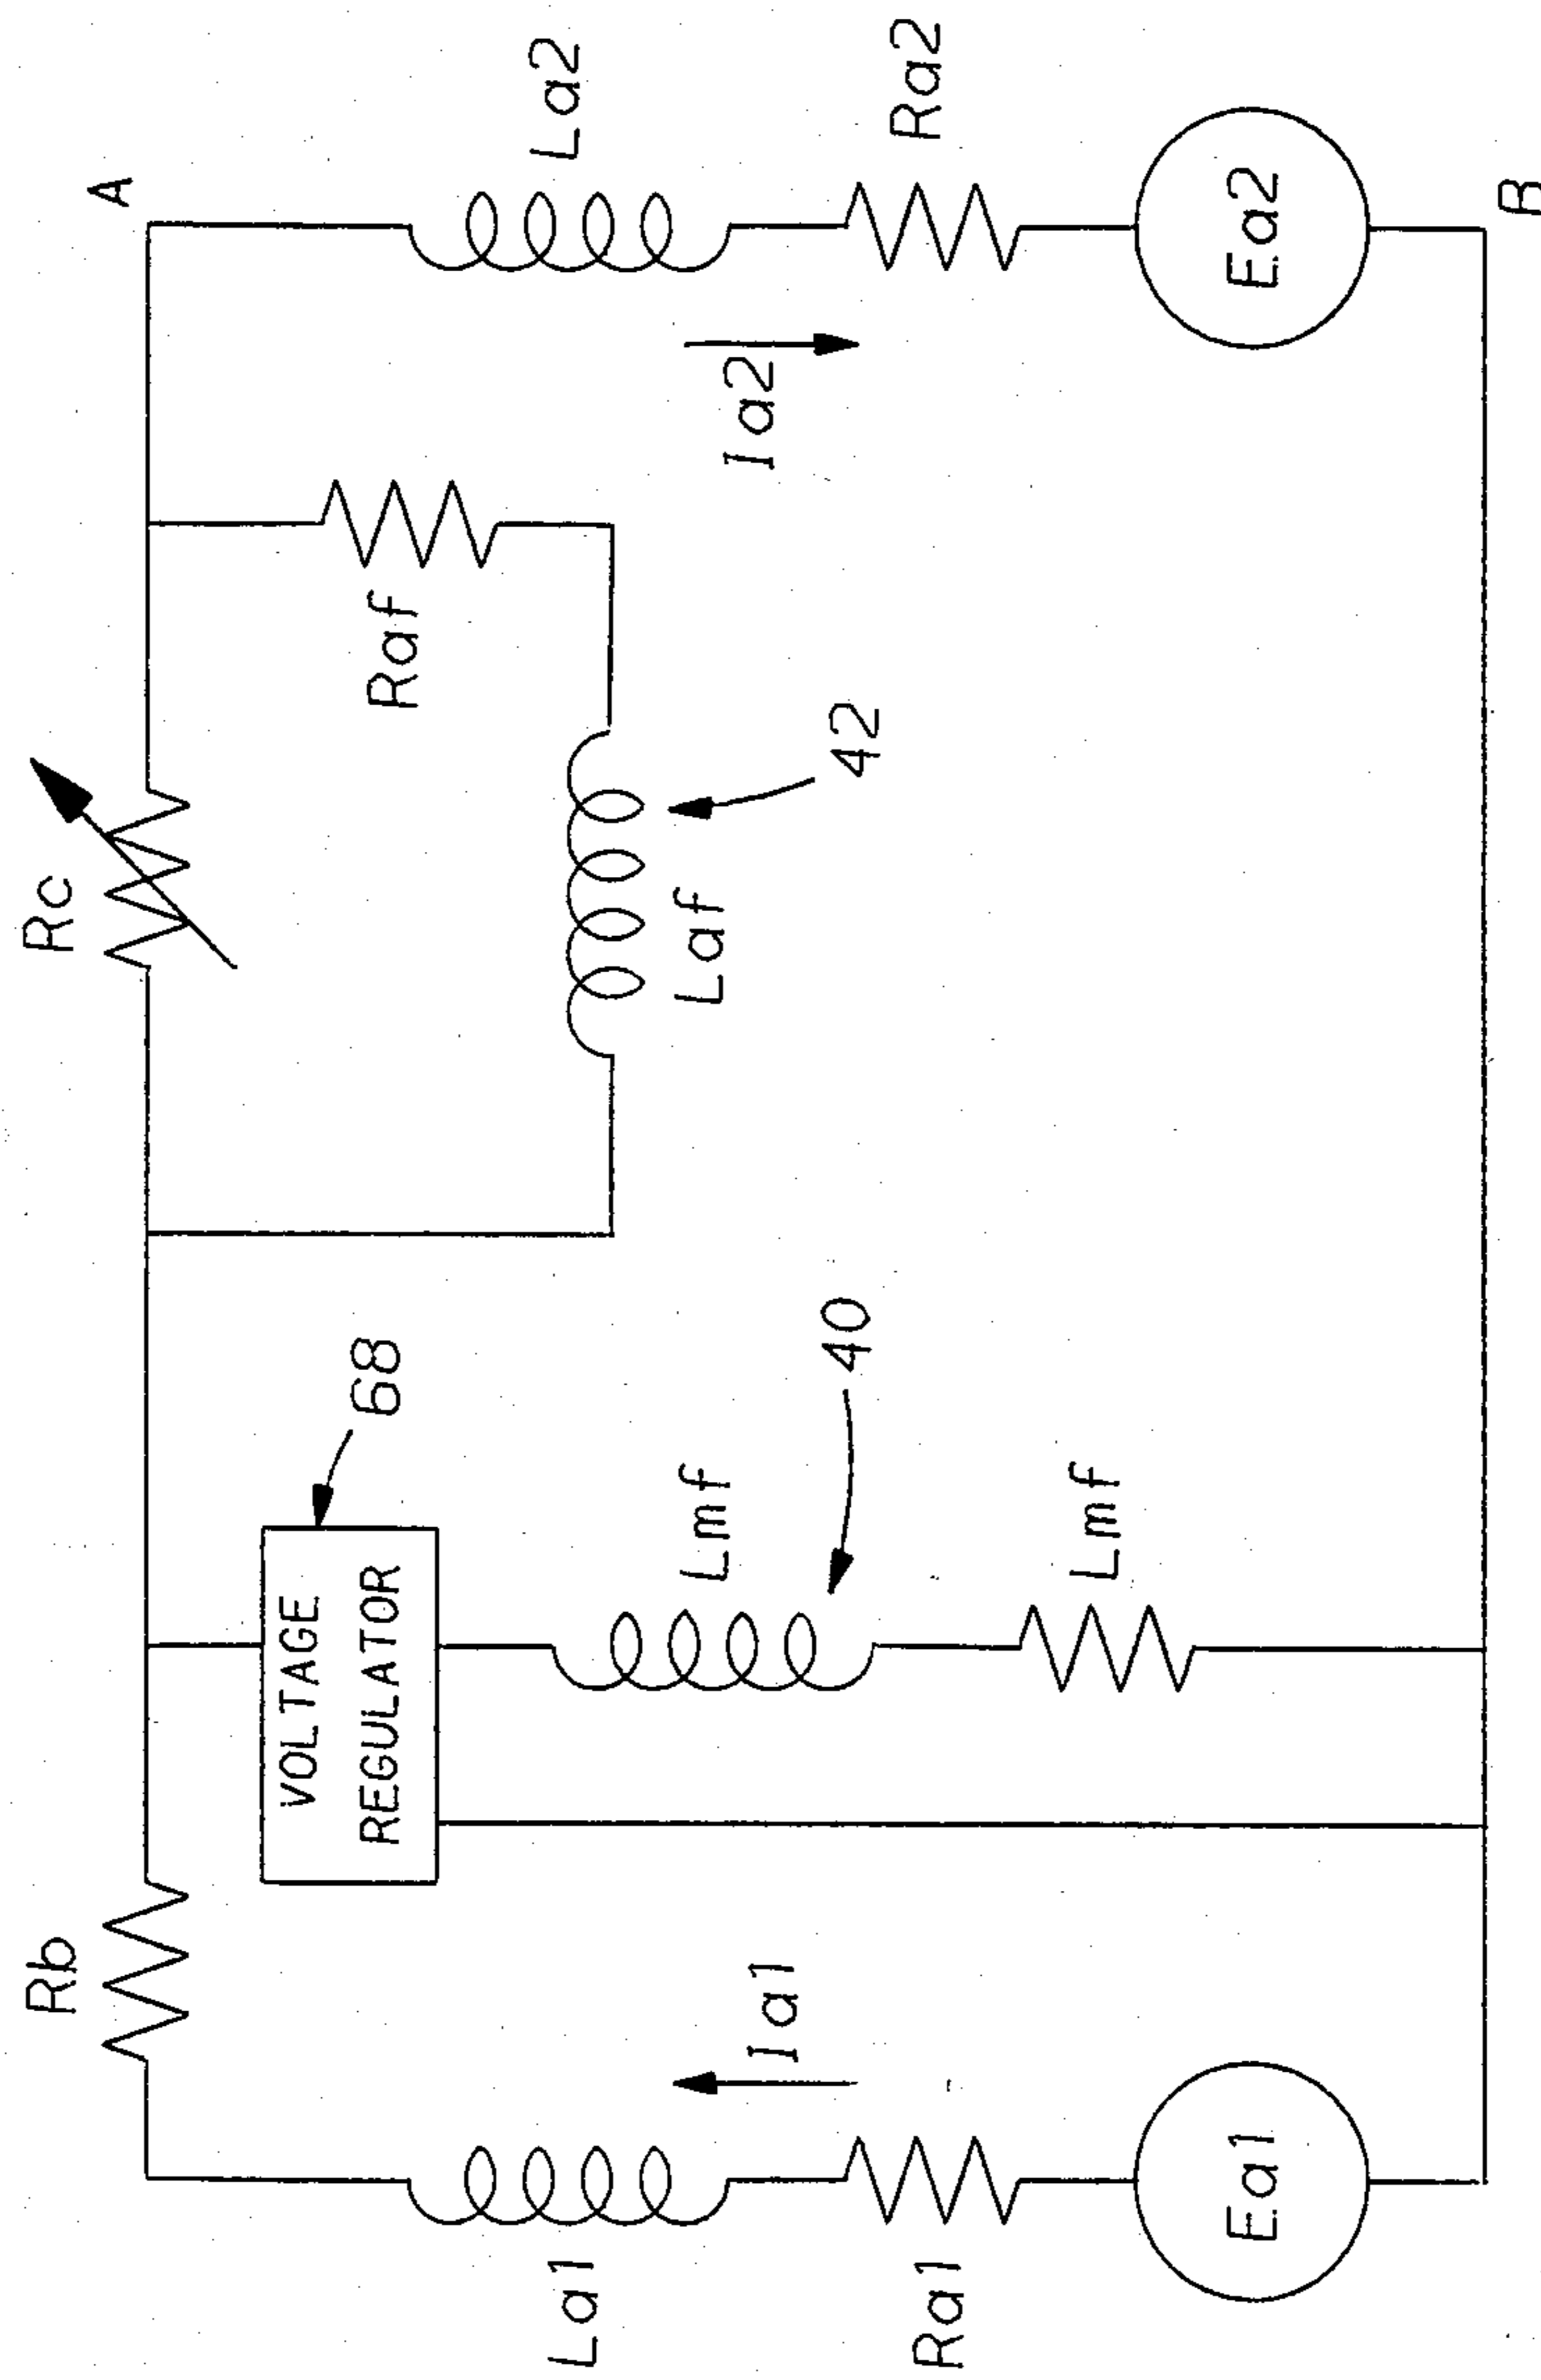 Rb
Rc
A
VOLTAGE
REGULATOR
68
Raf
La1
La2
Lmf
Laf
Ia1
40
42
Ia2
Ra1
Lmf
Ra2
Ea1
Ea2
B